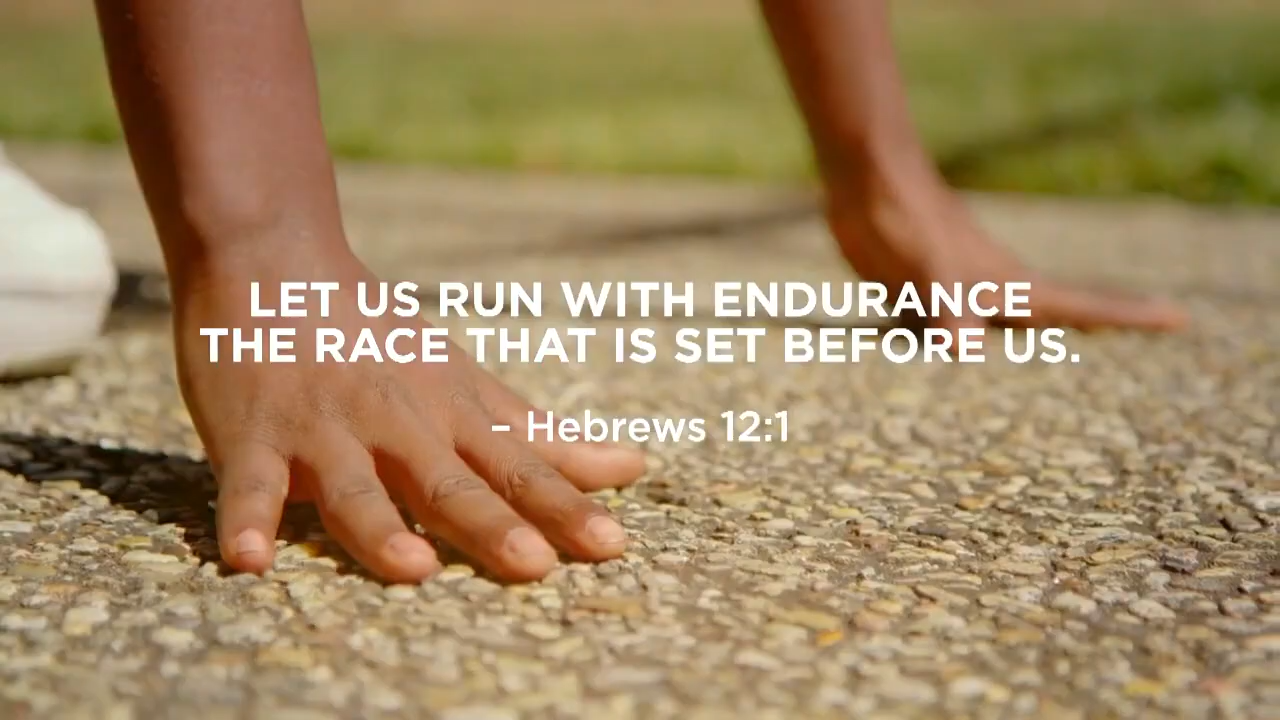 LET US RUN WITH ENDURANCE
THE RACE THAT IS SET BEFORE US.
– Hebrews 12:1